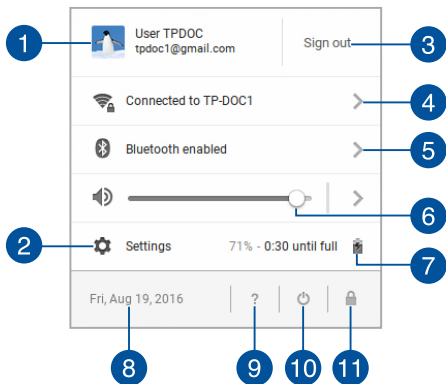 User TPDOC
tpdoc1@gmail.com
Sign out
1
3
Connected to TP-DOC1
4
Bluetooth enabled
5
6
2
Settings 71% - 0:30 until full
7
Fri, Aug 19, 2016 ?
8 9 10 11